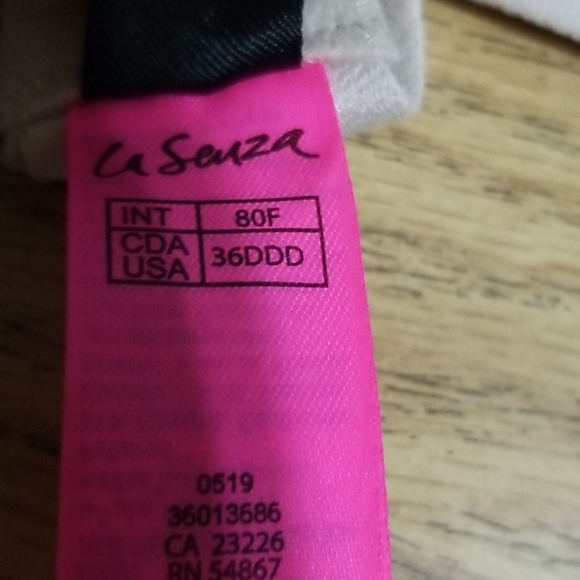 La Senza
INT 80F
CDA USA 36DDD
0519
36013686
CA 23226
RN 54867